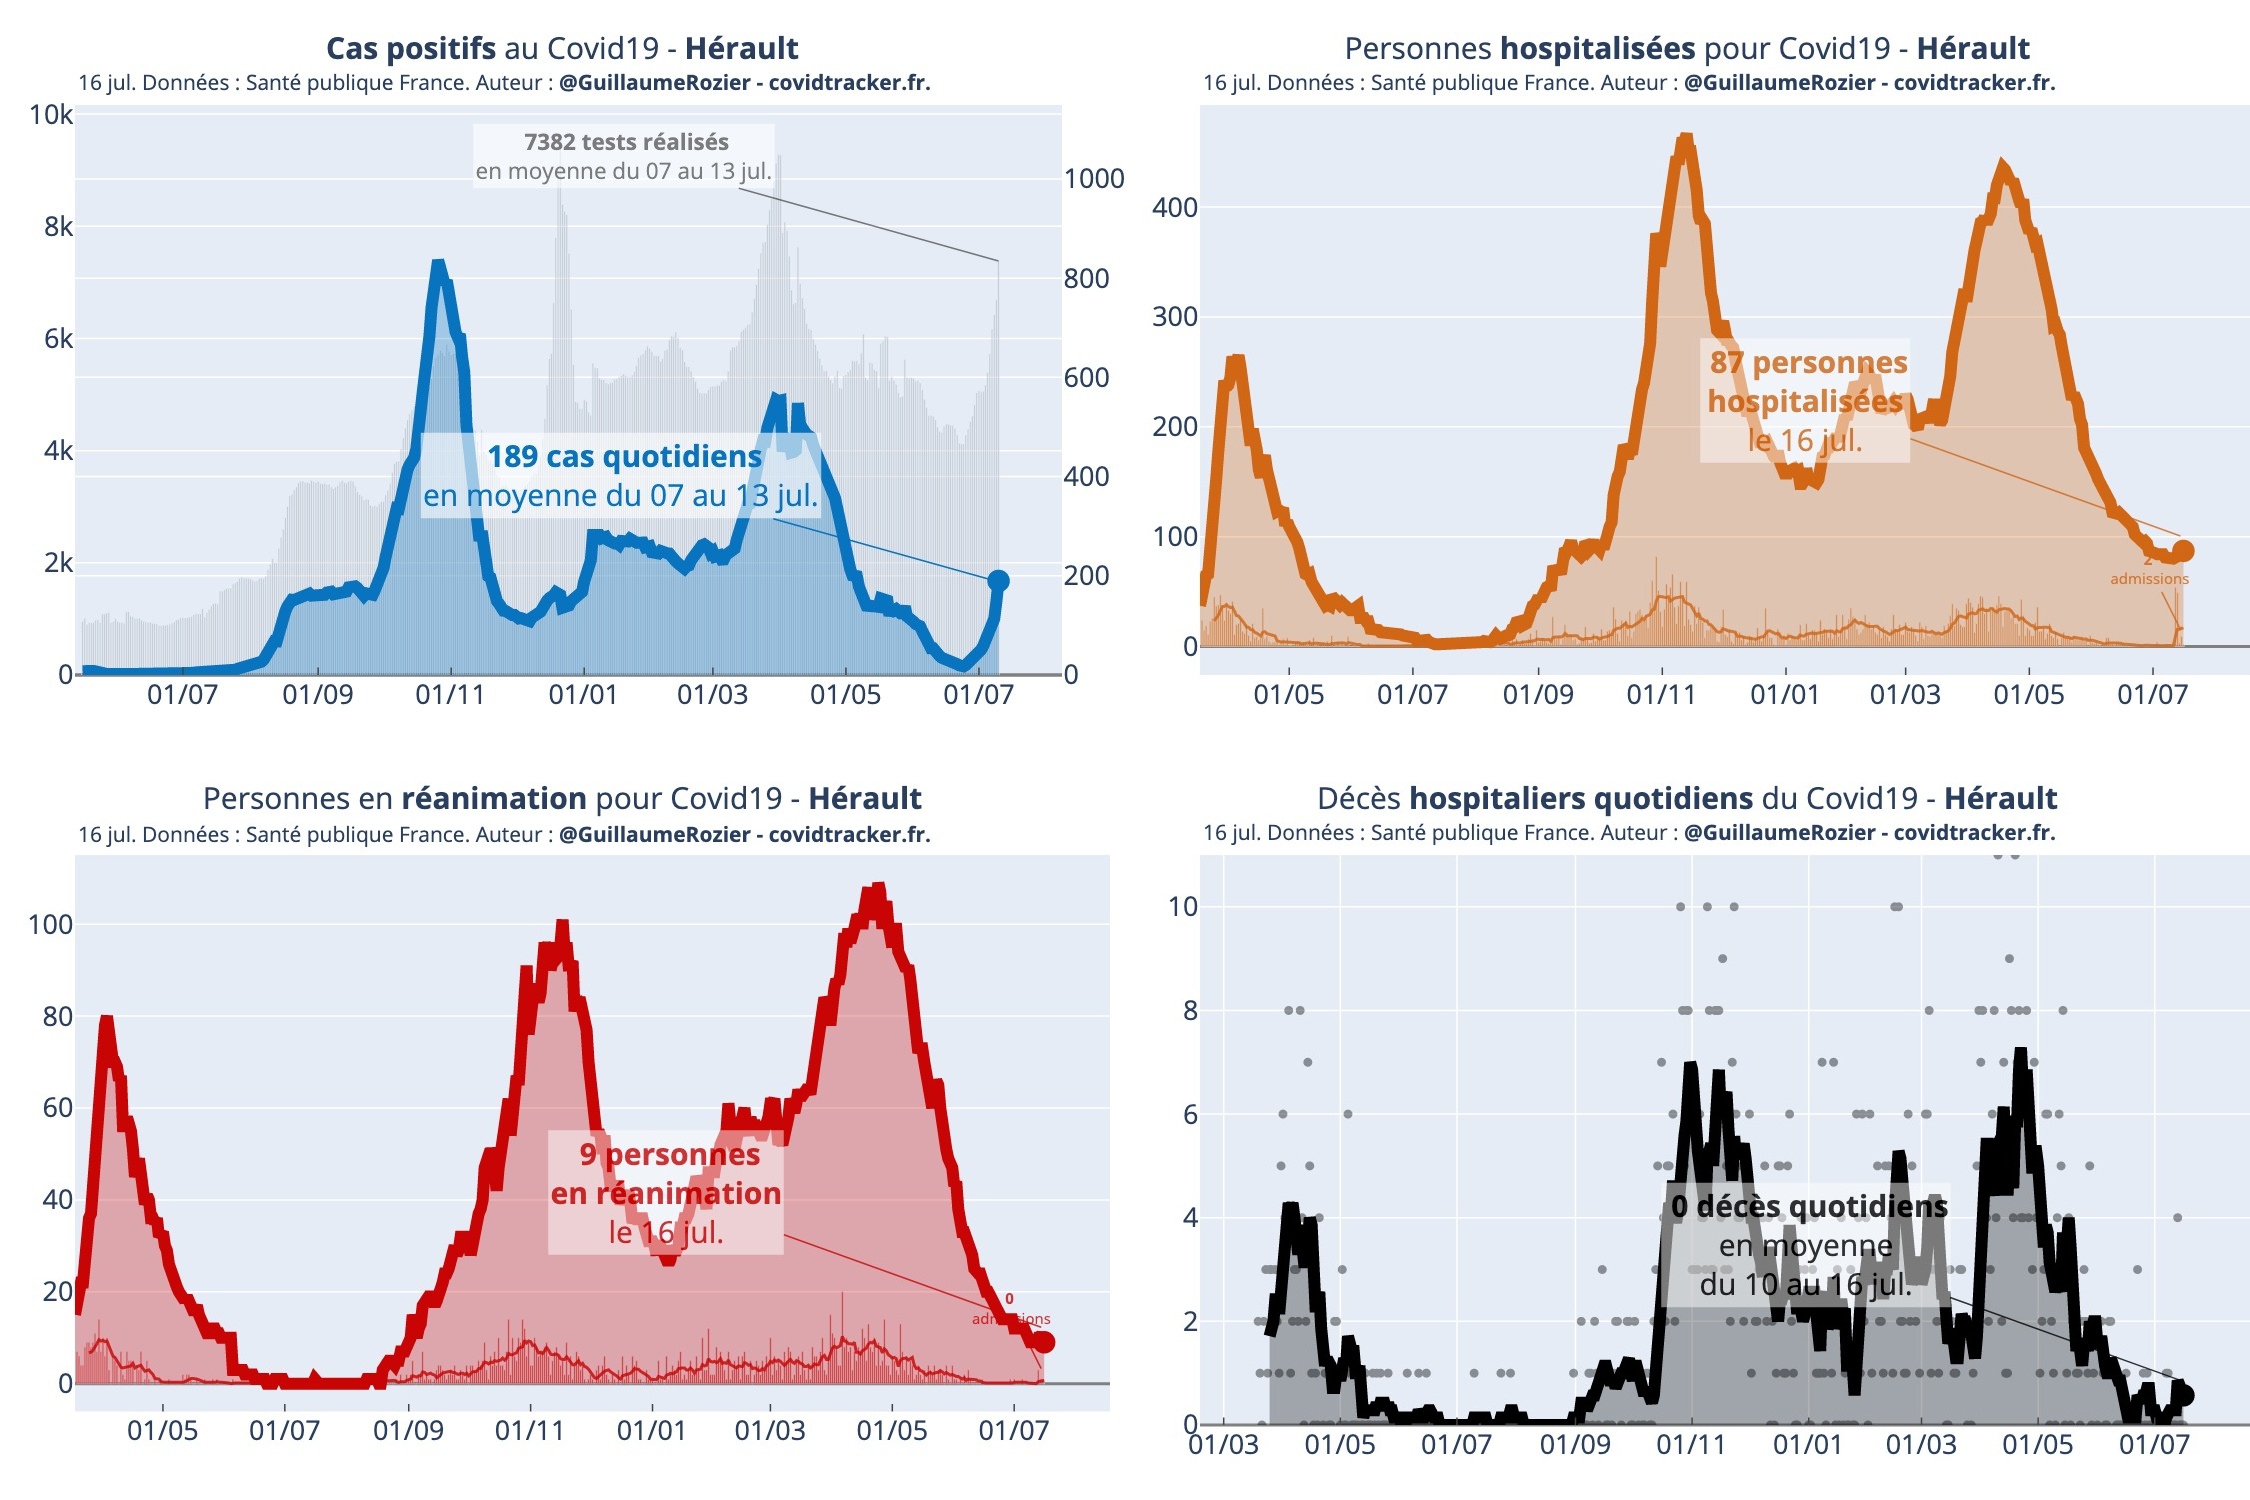 Cas positifs au Covid19 - Hérault
16 jul. Données : Santé publique France. Auteur : @GuillaumeRozier - covidtracker.fr.
10k
8k
6k
4k
2k
0
1000
800
600
400
200
0
7382 tests réalisés
en moyenne du 07 au 13 jul.
189 cas quotidiens
en moyenne du 07 au 13 jul.
01/07 01/09 01/11 01/01 01/03 01/05 01/07
Personnes hospitalisées pour Covid19 - Hérault
16 jul. Données : Santé publique France. Auteur : @GuillaumeRozier - covidtracker.fr.
400
300
200
100
0
87 personnes
hospitalisées
le 16 jul.
2
admissions
01/05 01/07 01/09 01/11 01/01 01/03 01/05 01/07
Personnes en réanimation pour Covid19 - Hérault
16 jul. Données : Santé publique France. Auteur : @GuillaumeRozier - covidtracker.fr.
100
80
60
40
20
0
9 personnes
en réanimation
le 16 jul.
0
admissions
01/05 01/07 01/09 01/11 01/01 01/03 01/05 01/07
Décès hospitaliers quotidiens du Covid19 - Hérault
16 jul. Données : Santé publique France. Auteur : @GuillaumeRozier - covidtracker.fr.
10
8
6
4
2
0
0 décès quotidiens
en moyenne
du 10 au 16 jul.
01/03 01/05 01/07 01/09 01/11 01/01 01/03 01/05 01/07